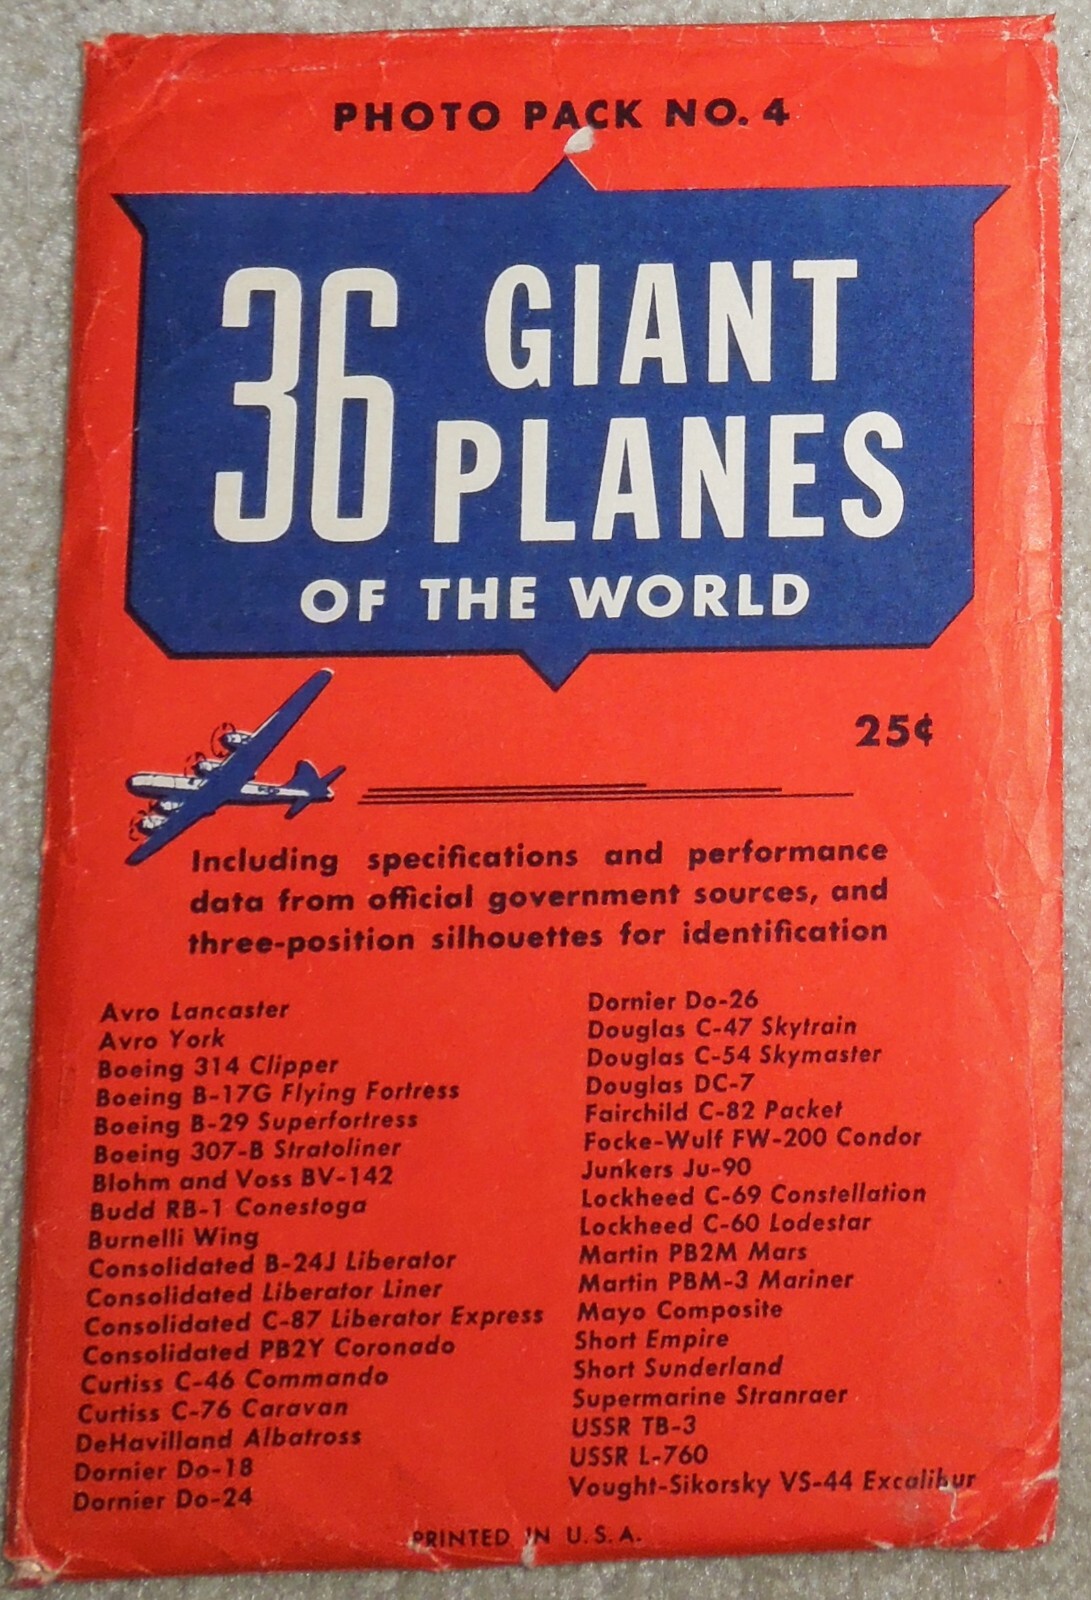 PHOTO PACK NO. 4
36 GIANT
PLANES
OF THE WORLD
25¢
Including specifications and performance
data from official government sources, and
three-position silhouettes for identification
Avro Lancaster
Avro York
Boeing 314 Clipper
Boeing B-17G Flying Fortress
Boeing B-29 Superfortress
Boeing 307-B Stratoliner
Blohm and Voss BV-142
Budd RB-1 Conestoga
Burnelli Wing
Consolidated B-24J Liberator
Consolidated Liberator Liner
Consolidated C-87 Liberator Express
Consolidated PB2Y Coronado
Curtiss C-46 Commando
Curtiss C-76 Caravan
DeHavilland Albatross
Dornier Do-18
Dornier Do-24
Dornier Do-26
Douglas C-47 Skytrain
Douglas C-54 Skymaster
Douglas DC-7
Fairchild C-82 Packet
Focke-Wulf FW-200 Condor
Junkers Ju-90
Lockheed C-69 Constellation
Lockheed C-60 Lodestar
Martin PB2M Mars
Martin PBM-3 Mariner
Mayo Composite
Short Empire
Short Sunderland
Supermarine Stranraer
USSR TB-3
USSR L-760
Vought-Sikorsky VS-44 Excalibur
PRINTED IN U.S.A.